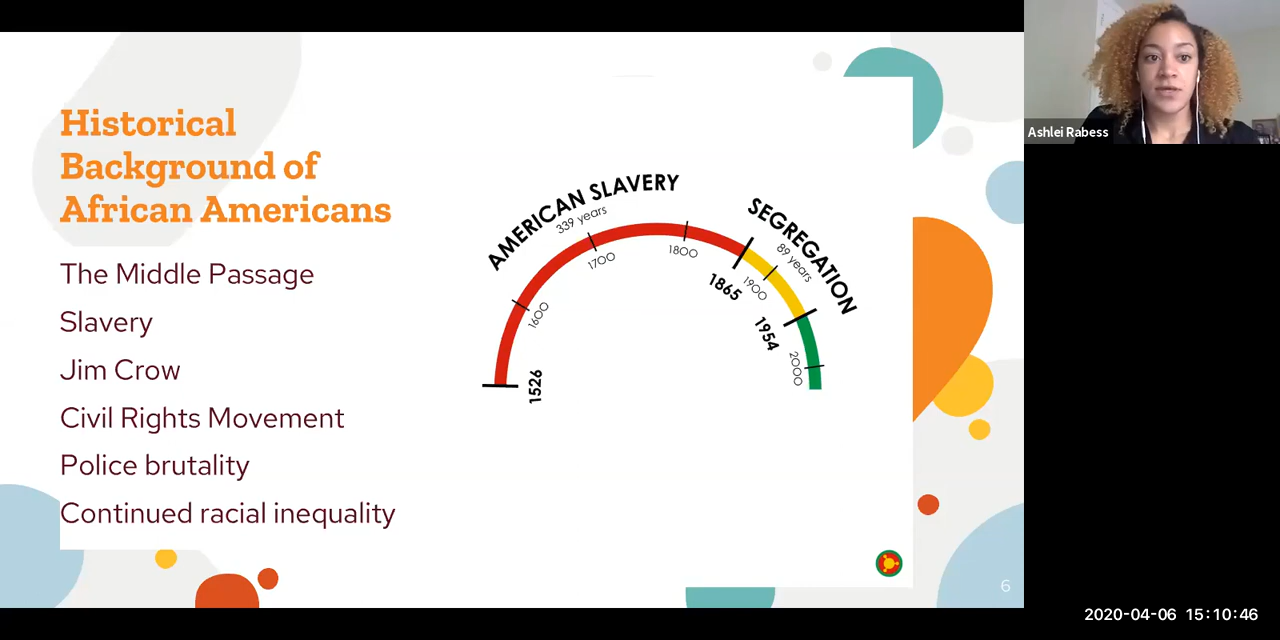 Historical
Background of
African Americans
The Middle Passage
Slavery
Jim Crow
Civil Rights Movement
Police brutality
Continued racial inequality
AMERICAN SLAVERY
339 years
SEGREGATION
89 years
1526
1600
1700
1800
1865
1900
1954
2000
6
Ashlei Rabess
2020-04-06 15:10:46